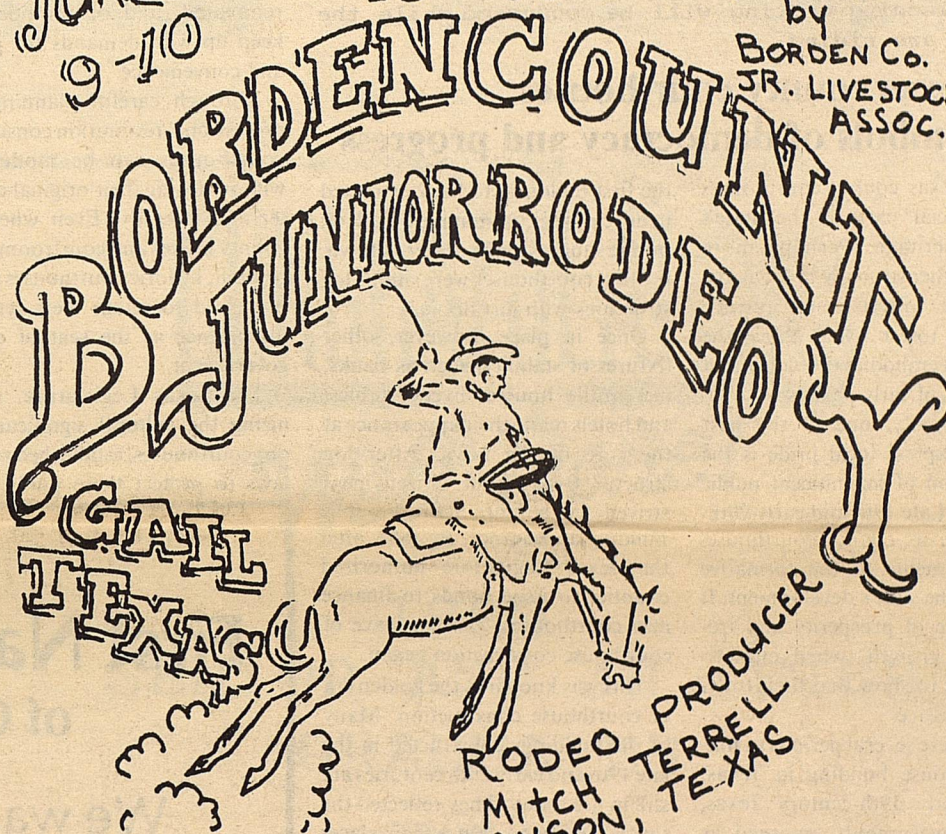 JUNE
9-10
by
BORDEN CO.
JR. LIVESTOC
ASSOC.
BORDEN COUNTY
JUNIOR RODEO
GAIL
TEXAS
RODEO PRODUCER
MITCH TERRELL
TEXAS